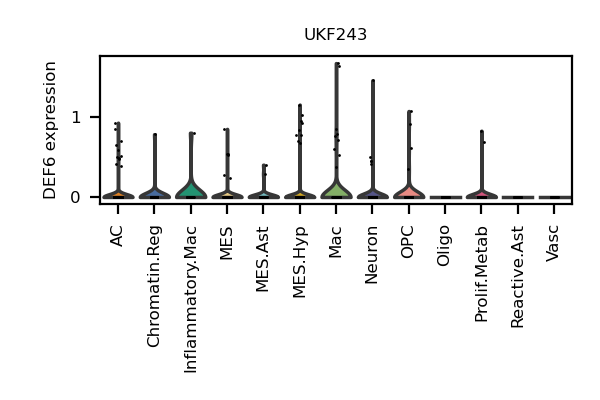 UKF243
DEF6 expression
1
0
AC
Chromatin.Reg
Inflammatory.Mac
MES
MES.Ast
MES.Hyp
Mac
Neuron
OPC
Oligo
Prolif.Metab
Reactive.Ast
Vasc